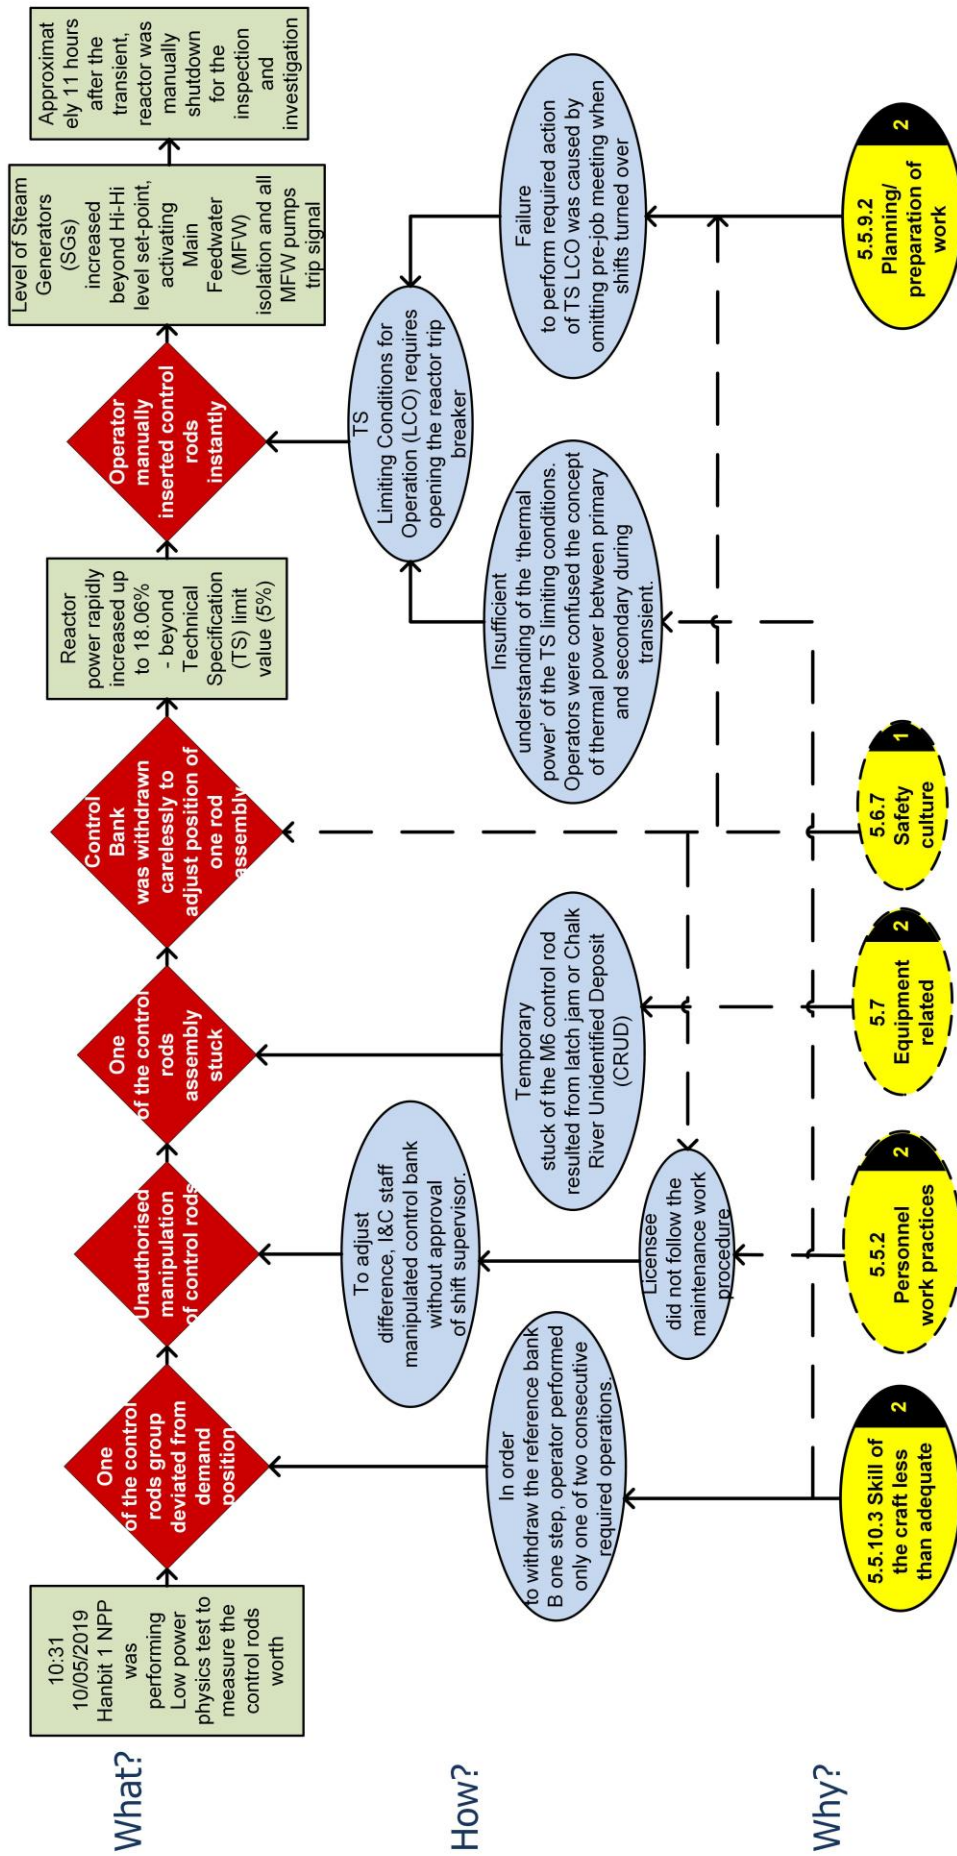 What?
10:31
10/05/2019
Hanbit 1 NPP
was
performing
Low power
physics test to
measure the
control rods
worth
One
of the control
rods group
deviated from
demand
position
Unauthorised
manipulation
of control rods
One
of the control
rods
assembly
stuck
Control
Bank
was withdrawn
carelessly to
adjust position of
one rod
assembly
Reactor
power rapidly
increased up
to 18.06%
- beyond
Technical
Specification
(TS) limit
value (5%)
Operator
manually
inserted control
rods
instantly
Level of Steam
Generators
(SGs)
increased
beyond Hi-Hi
level set-point,
activating
Main
Feedwater
(MFW)
isolation and all
MFW pumps
trip signal
Approximat
ely 11 hours
after the
transient,
reactor was
manually
shutdown
for the
inspection
and
investigation
How?
In order
to withdraw the reference bank
B one step, operator performed
only one of two consecutive
required operations.
To adjust
difference, I&C staff
manipulated control bank
without approval
of shift supervisor.
Licensee
did not follow the
maintenance work
procedure.
Temporary
stuck of the M6 control rod
resulted from latch jam or Chalk
River Unidentified Deposit
(CRUD)
TS
Limiting Conditions for
Operation (LCO) requires
opening the reactor trip
breaker
Insufficient
understanding of the 'thermal
power' of the TS limiting conditions.
Operators were confused the concept
of thermal power between primary
and secondary during
transient.
Failure
to perform required action
of TS LCO was caused by
omitting pre-job meeting when
shifts turned over
Why?
5.5.10.3 Skill of
the craft less
than adequate
2
5.5.2
Personnel
work practices
2
5.7
Equipment
related
2
5.6.7
Safety
culture
1
5.5.9.2
Planning/
preparation of
work
2